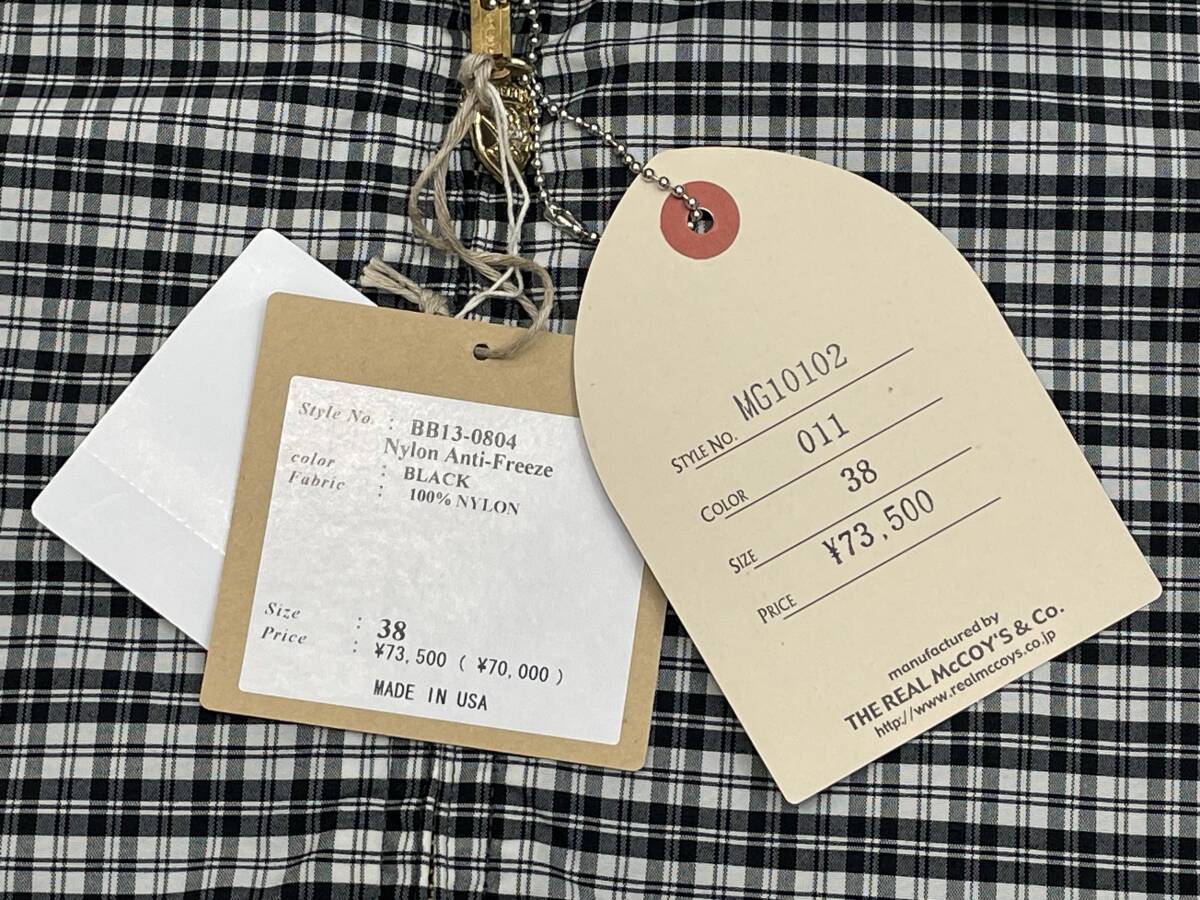 Style No : BB13-0804
Nylon Anti-Freeze
color : BLACK
Fabric : 100% NYLON
Size : 38
Price : ¥73,500 ( ¥70,000 )
MADE IN USA
STYLE NO. MG10102
COLOR 011
SIZE 38
PRICE ¥73,500
manufactured by
THE REAL McCOY'S & Co.
http://www.realmccoys.co.jp